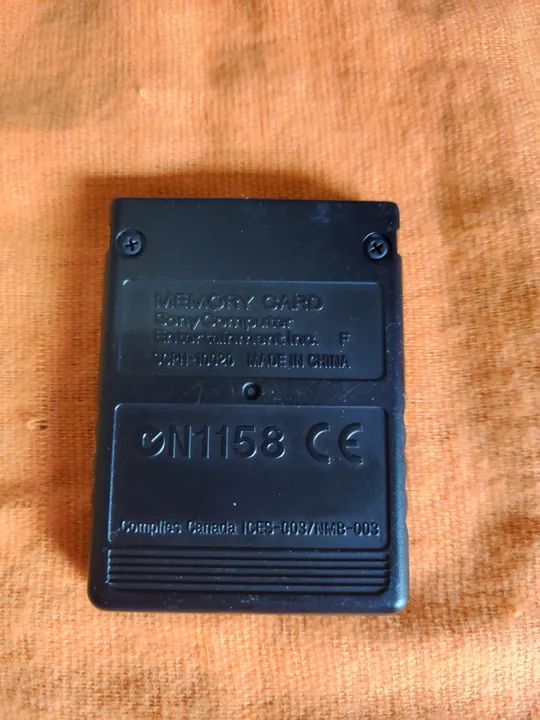 MEMORY CARD
Sony Computer
Entertainment Inc. F
SCPH-10020 MADE IN CHINA
N1158 CE
Complies Canada ICES-003/NMB-003